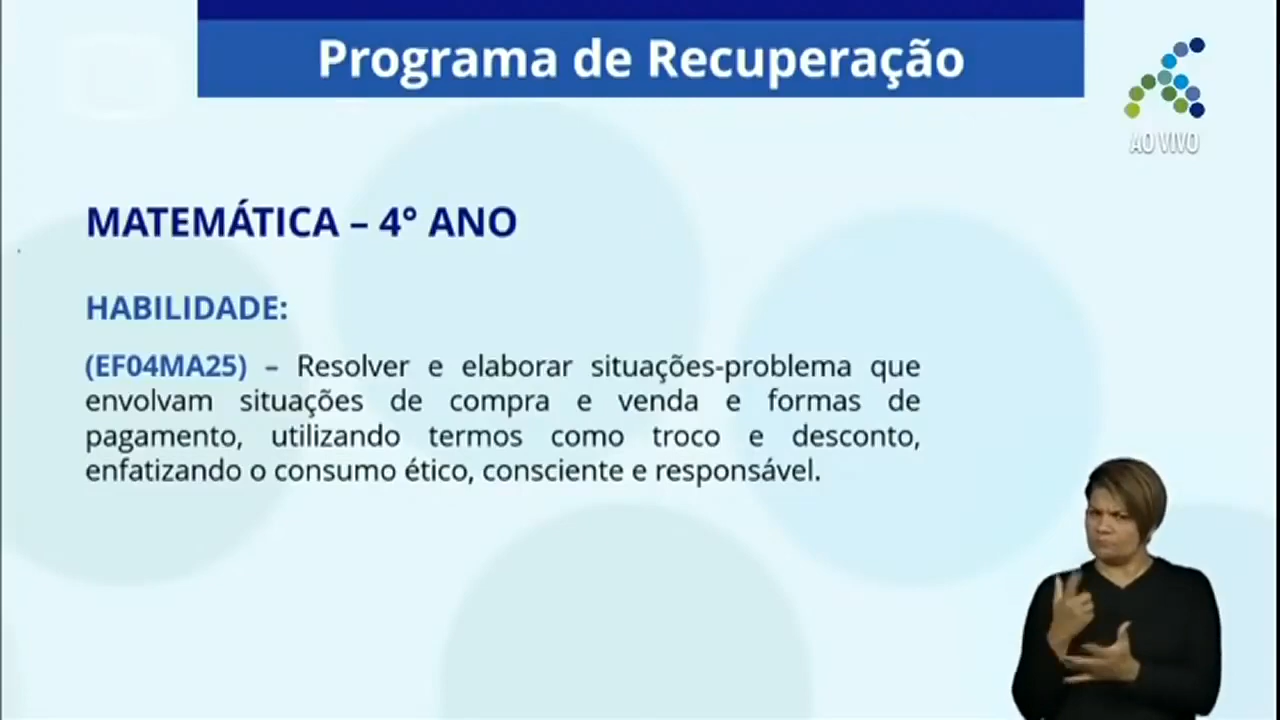 Programa de Recuperação
AO VIVO
MATEMÁTICA – 4° ANO
HABILIDADE:
(EF04MA25) – Resolver e elaborar situações-problema que
envolvam situações de compra e venda e formas de
pagamento, utilizando termos como troco e desconto,
enfatizando o consumo ético, consciente e responsável.